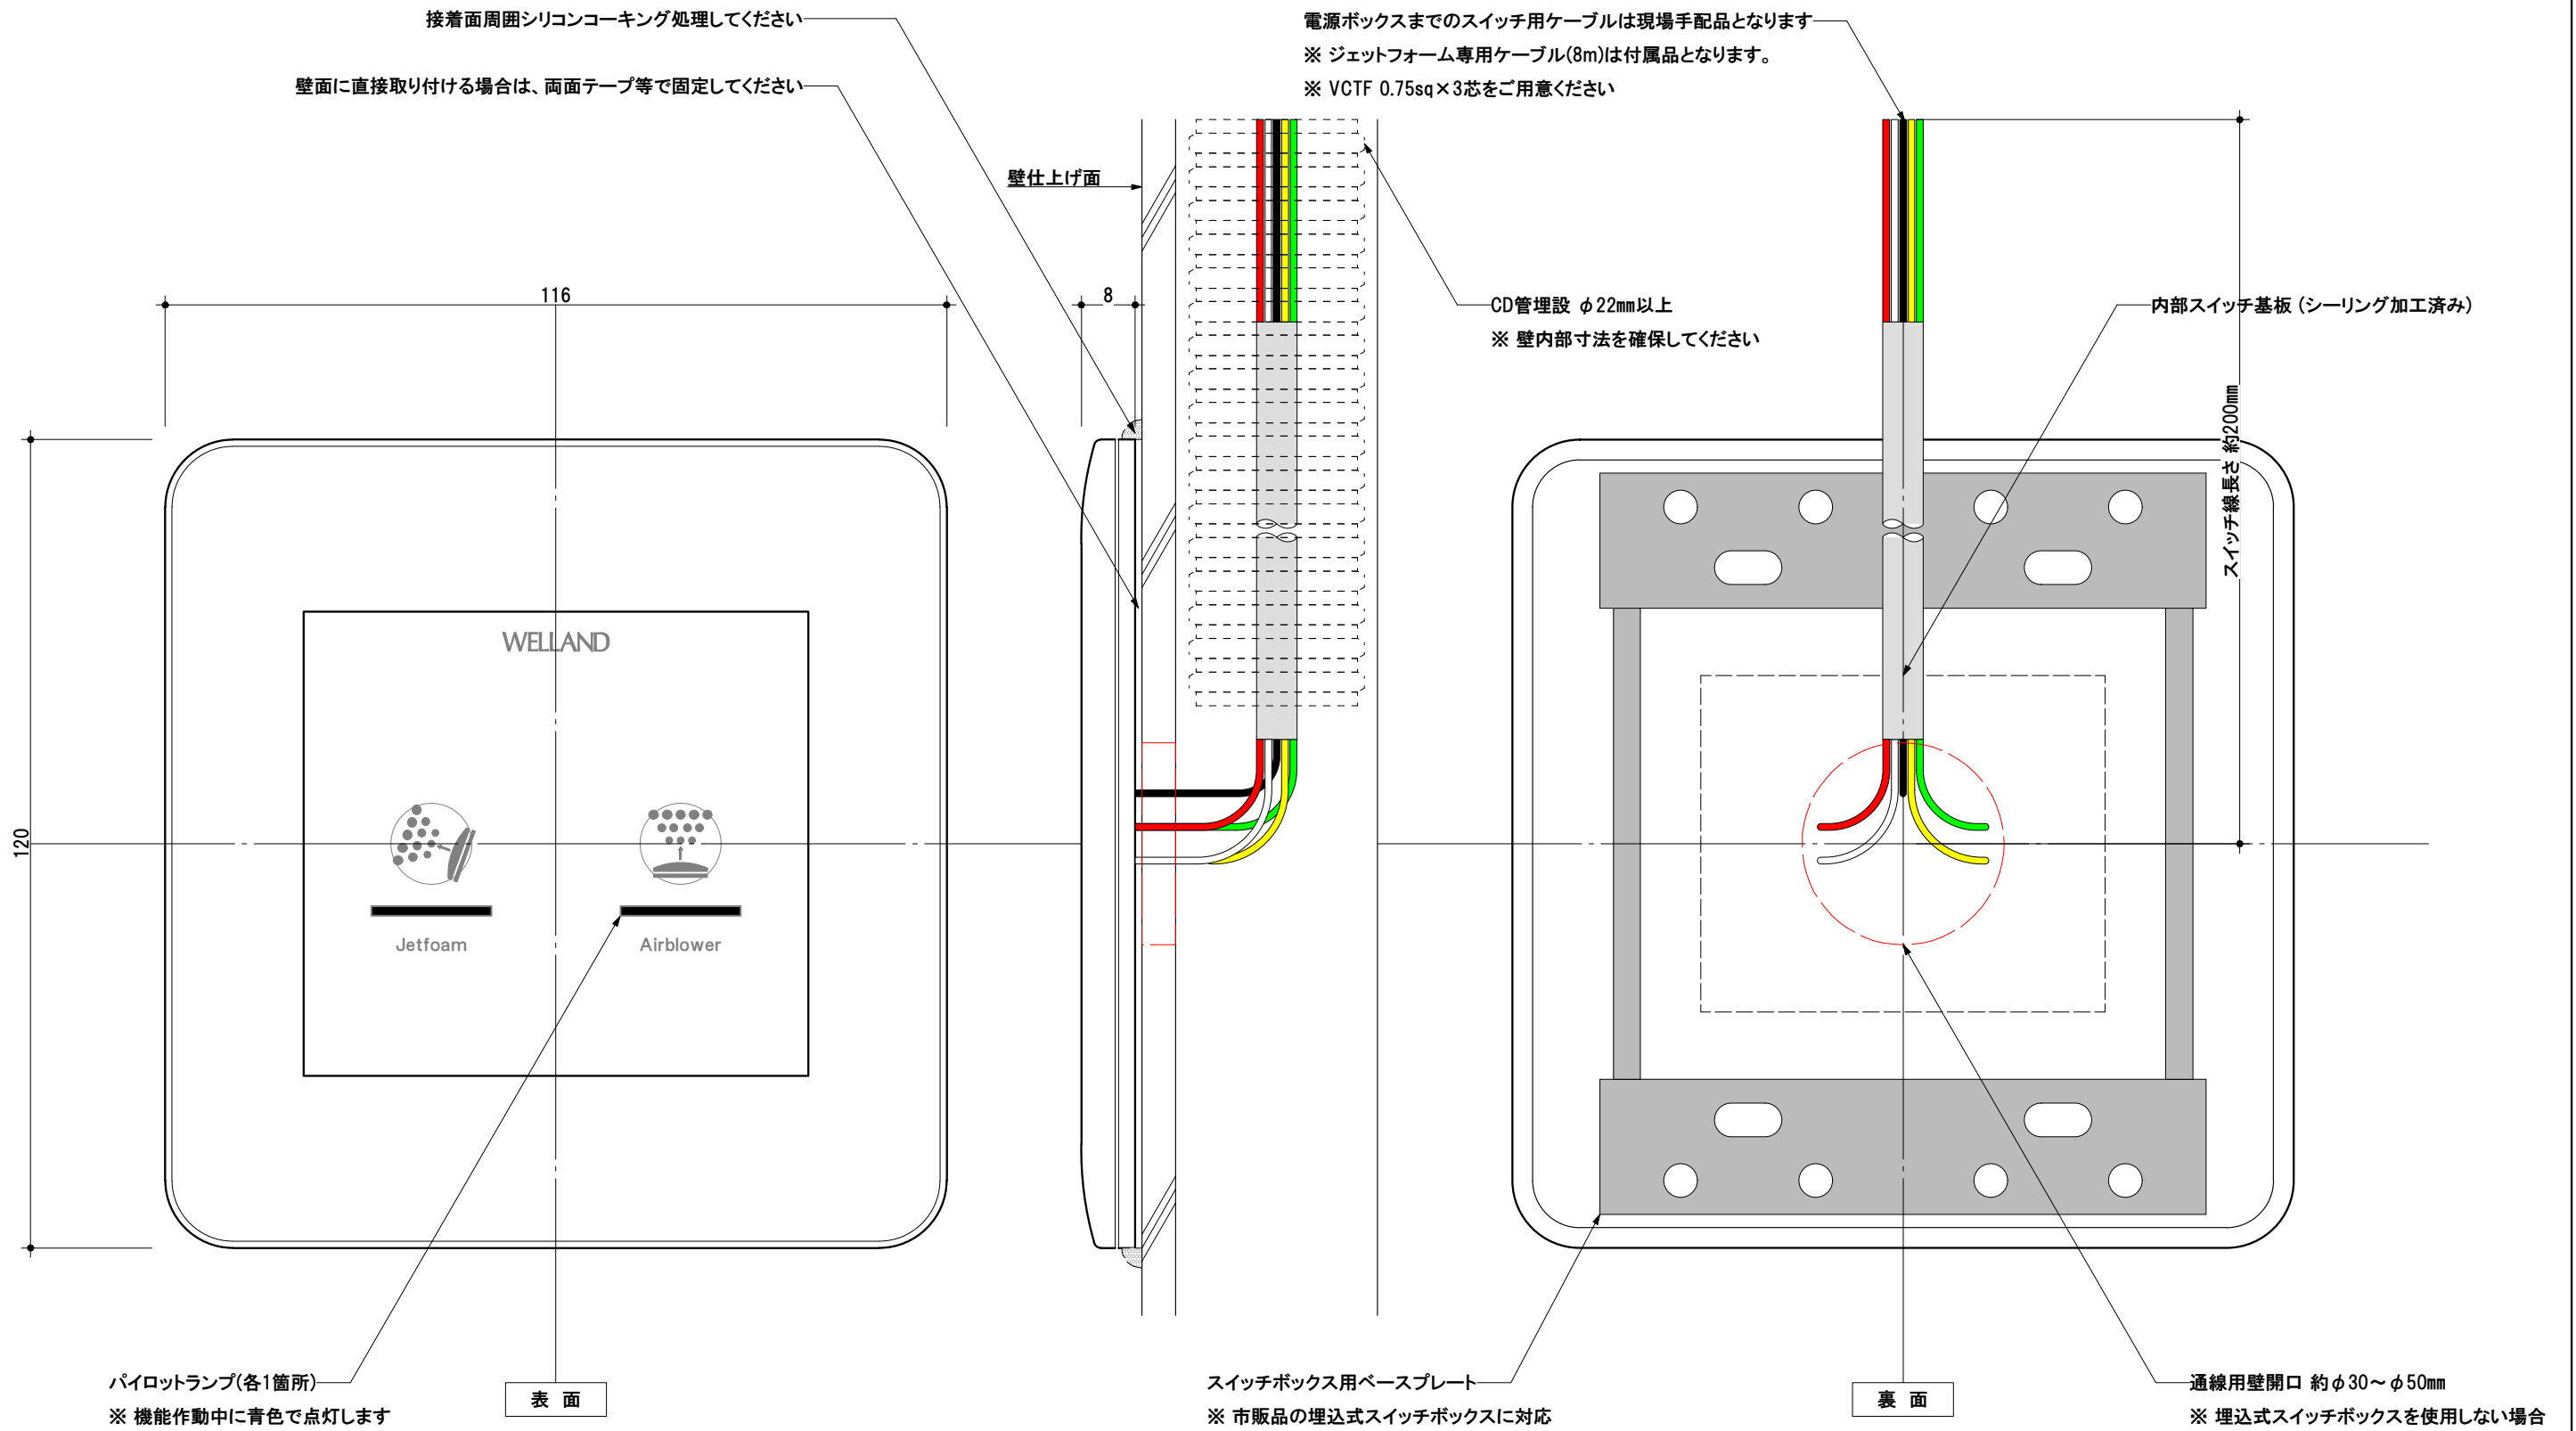 接着面周囲シリコンコーキング処理してください
壁面に直接取り付ける場合は、両面テープ等で固定してください
電源ボックスまでのスイッチ用ケーブルは現場手配品となります
※ ジェットフォーム専用ケーブル(8m)は付属品となります。
※ VCTF 0.75sq×3芯をご用意ください
壁仕上げ面
116
8
CD管埋設 φ22mm以上
※ 壁内部寸法を確保してください
内部スイッチ基板 (シーリング加工済み)
スイッチ線長さ 約200mm
120
WELLAND
Jetfoam
Airblower
パイロットランプ(各1箇所)
※ 機能作動中に青色で点灯します
表 面
スイッチボックス用ベースプレート
※ 市販品の埋込式スイッチボックスに対応
裏 面
通線用壁開口 約φ30～φ50mm
※ 埋込式スイッチボックスを使用しない場合